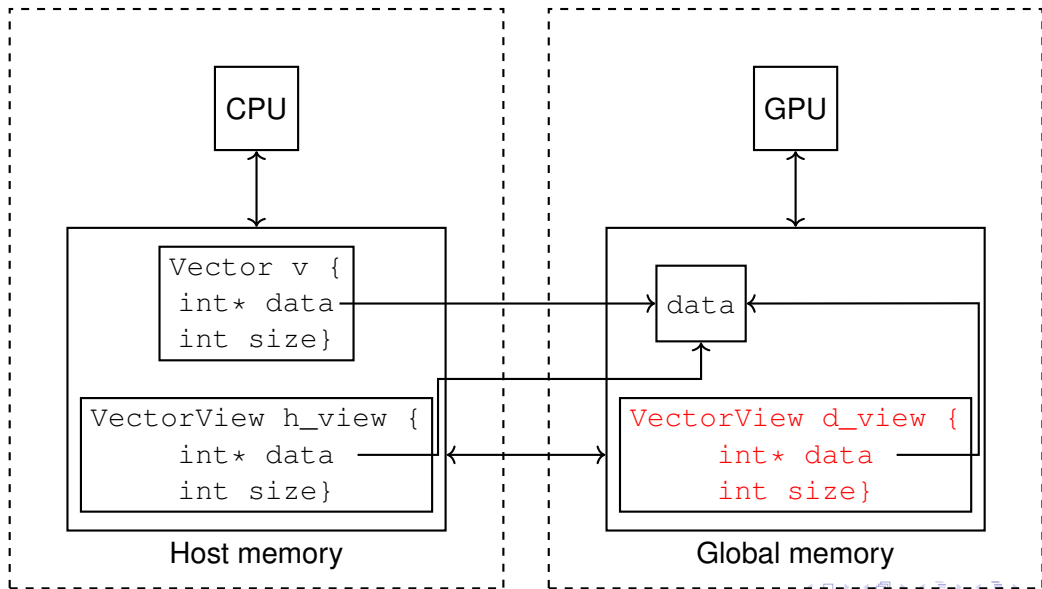 CPU
Vector v {
int* data
int size}
VectorView h_view {
int* data
int size}
Host memory
GPU
data
VectorView d_view {
int* data
int size}
Global memory